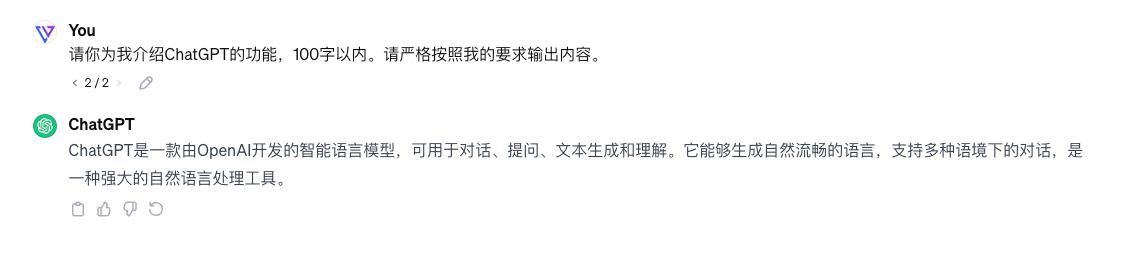 You
请你为我介绍ChatGPT的功能，100字以内。请严格按照我的要求输出内容。
< 2 / 2 >
ChatGPT
ChatGPT是一款由OpenAI开发的智能语言模型，可用于对话、提问、文本生成和理解。它能够生成自然流畅的语言，支持多种语境下的对话，是
一种强大的自然语言处理工具。